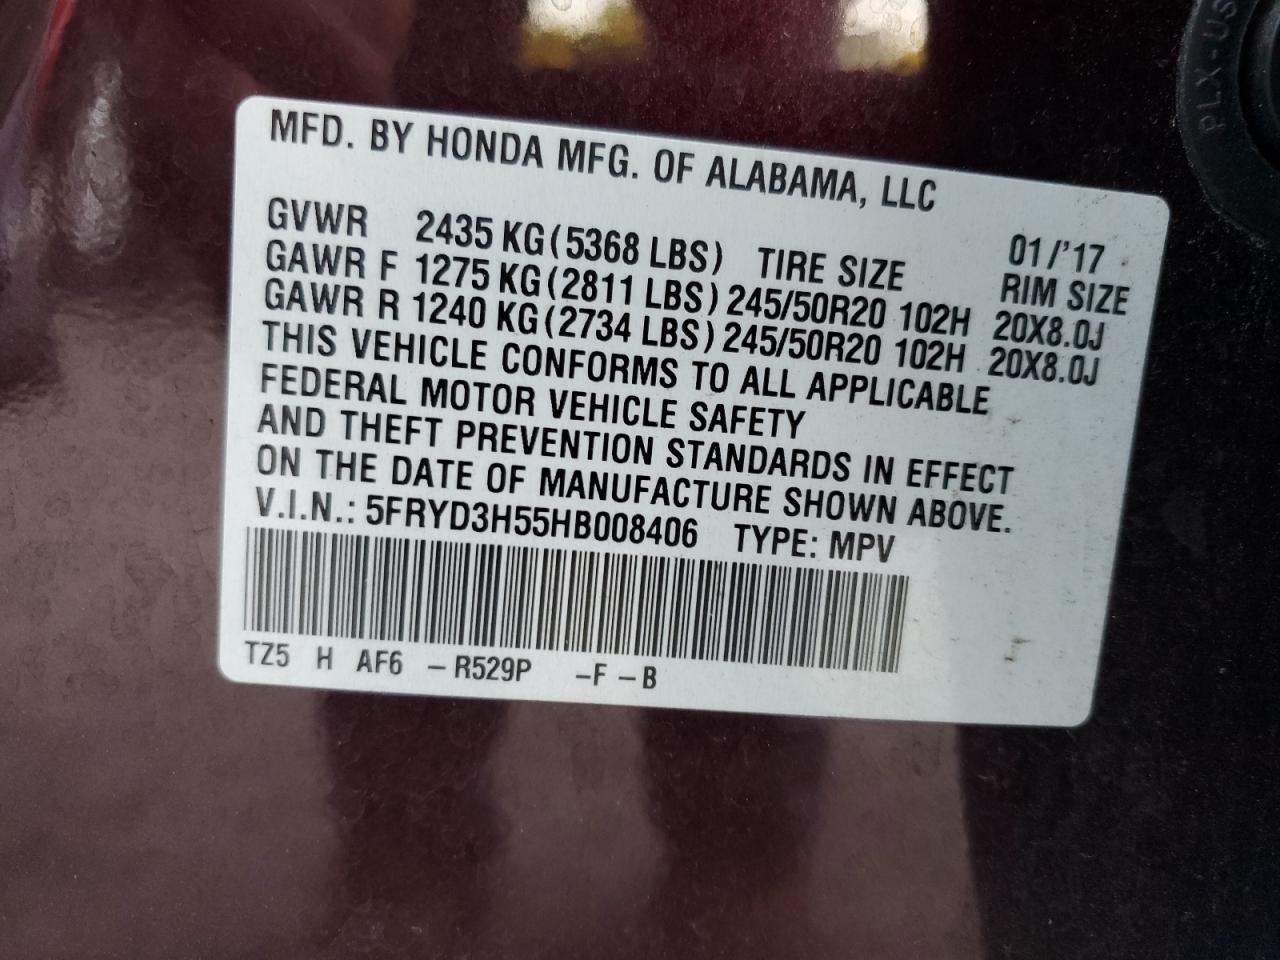 PLX-US
MFD. BY HONDA MFG. OF ALABAMA, LLC
01/'17
GVWR 2435 KG(5368 LBS) TIRE SIZE RIM SIZE
GAWR F 1275 KG(2811 LBS) 245/50R20 102H 20X8.0J
GAWR R 1240 KG(2734 LBS) 245/50R20 102H 20X8.0J
THIS VEHICLE CONFORMS TO ALL APPLICABLE
FEDERAL MOTOR VEHICLE SAFETY
AND THEFT PREVENTION STANDARDS IN EFFECT
ON THE DATE OF MANUFACTURE SHOWN ABOVE.
V.I.N.: 5FRYD3H55HB008406 TYPE: MPV
TZ5 H AF6 -R529P -F -B